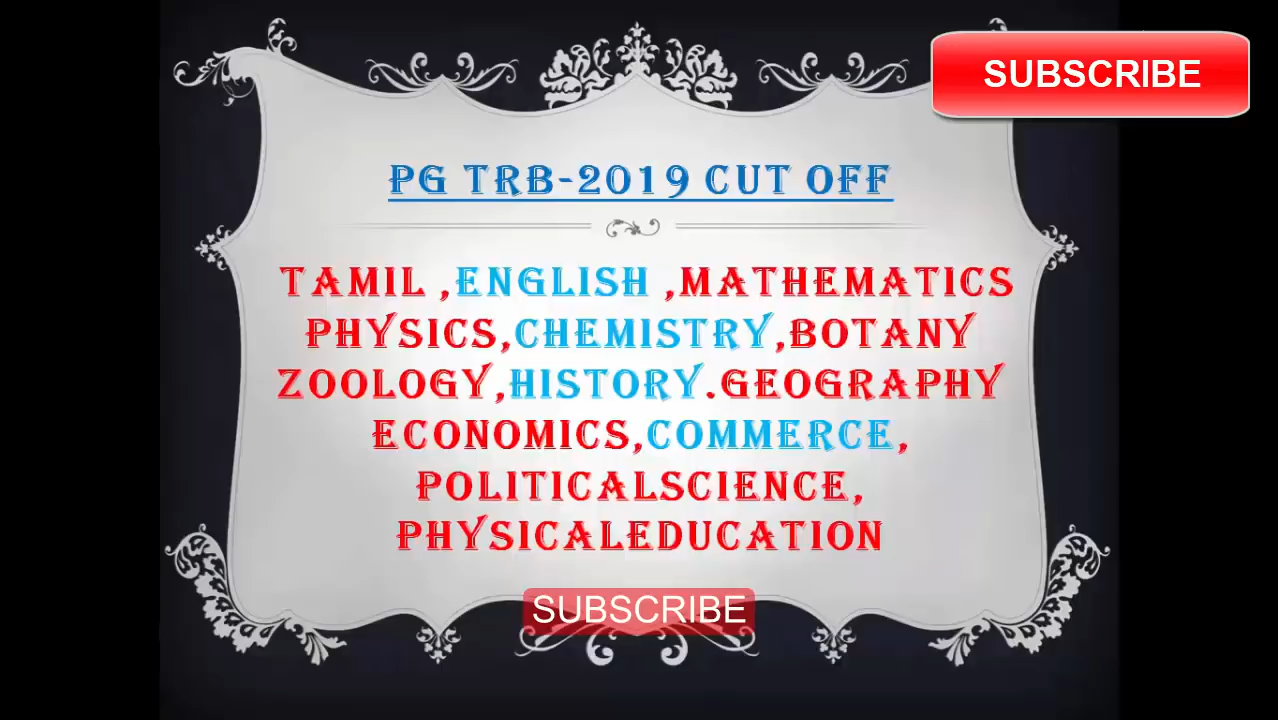 SUBSCRIBE
PG TRB-2019 CUT OFF
TAMIL ,ENGLISH ,MATHEMATICS
PHYSICS,CHEMISTRY,BOTANY
ZOOLOGY,HISTORY.GEOGRAPHY
ECONOMICS,COMMERCE,
POLITICALSCIENCE,
PHYSICALEDUCATION
SUBSCRIBE